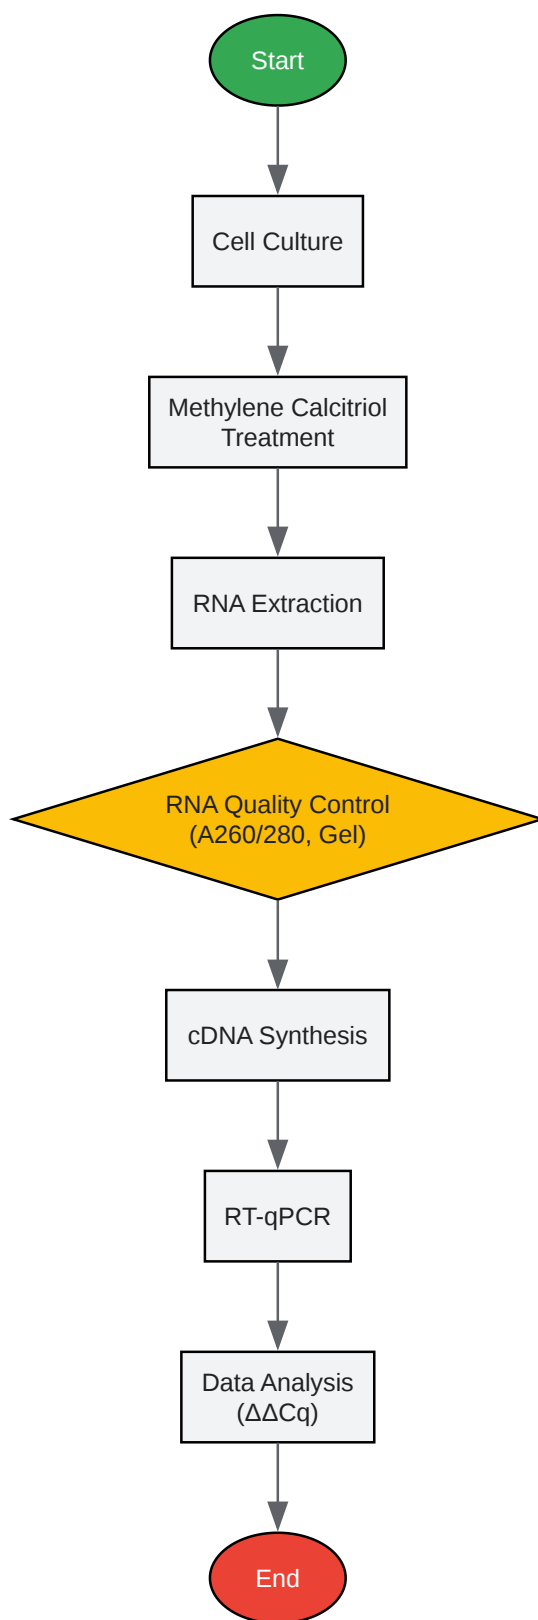 Start
Cell Culture
Methylene Calcitriol
Treatment
RNA Extraction
RNA Quality Control
(A260/280, Gel)
cDNA Synthesis
RT-qPCR
Data Analysis
(ΔΔCq)
End